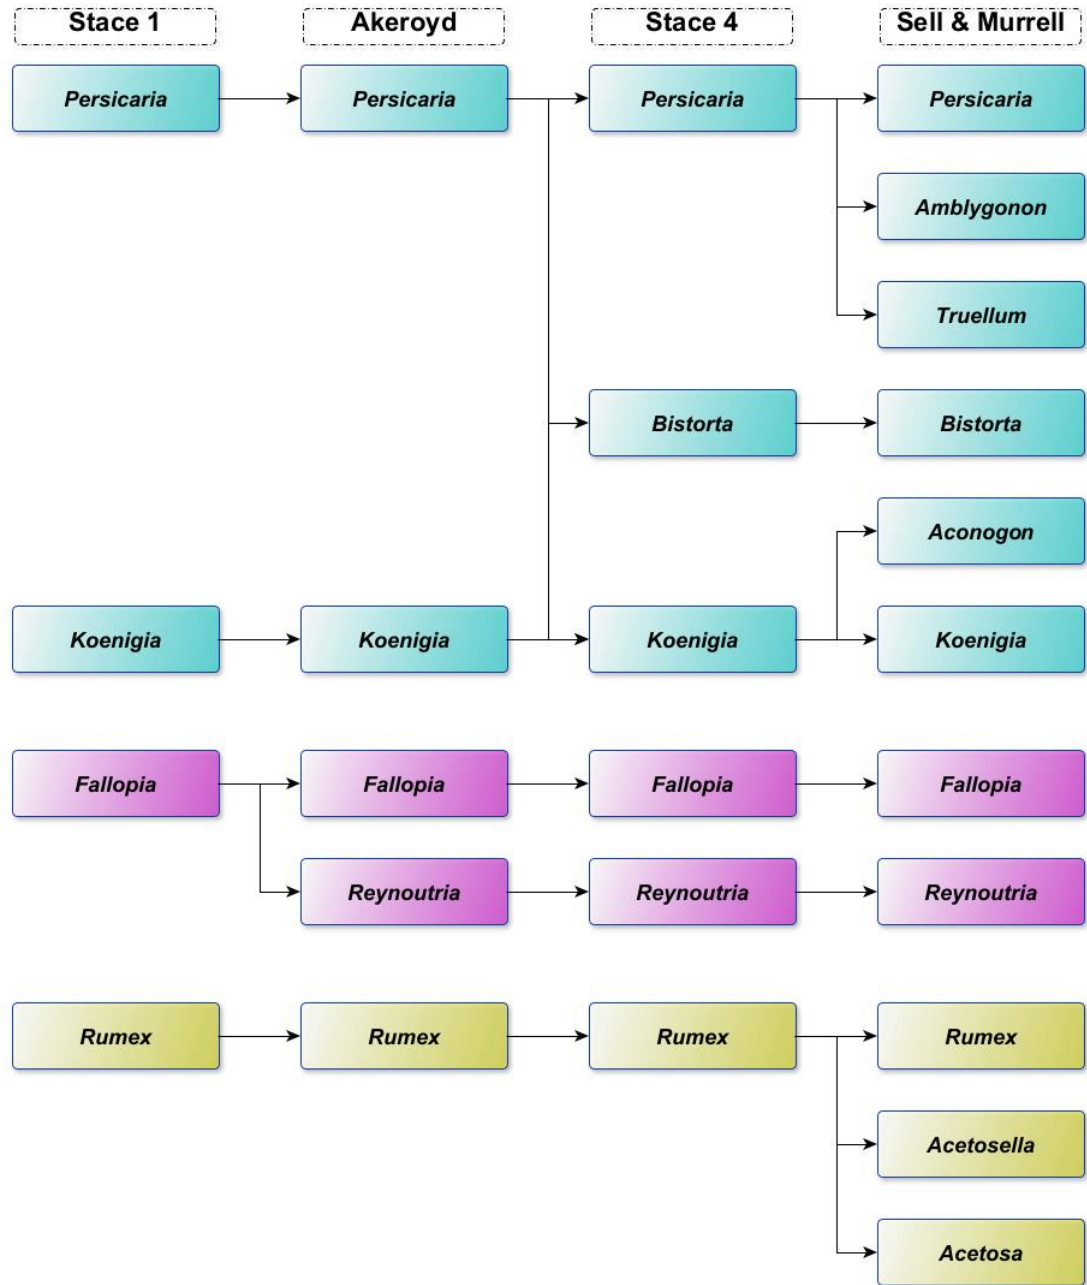 Stace 1 Akeroyd Stace 4 Sell & Murrell
Persicaria Persicaria Persicaria Persicaria
Amblygonon
Truellum
Bistorta Bistorta
Aconogon
Koenigia Koenigia Koenigia Koenigia
Fallopia Fallopia Fallopia Fallopia
Reynoutria Reynoutria Reynoutria
Rumex Rumex Rumex Rumex
Acetosella
Acetosa